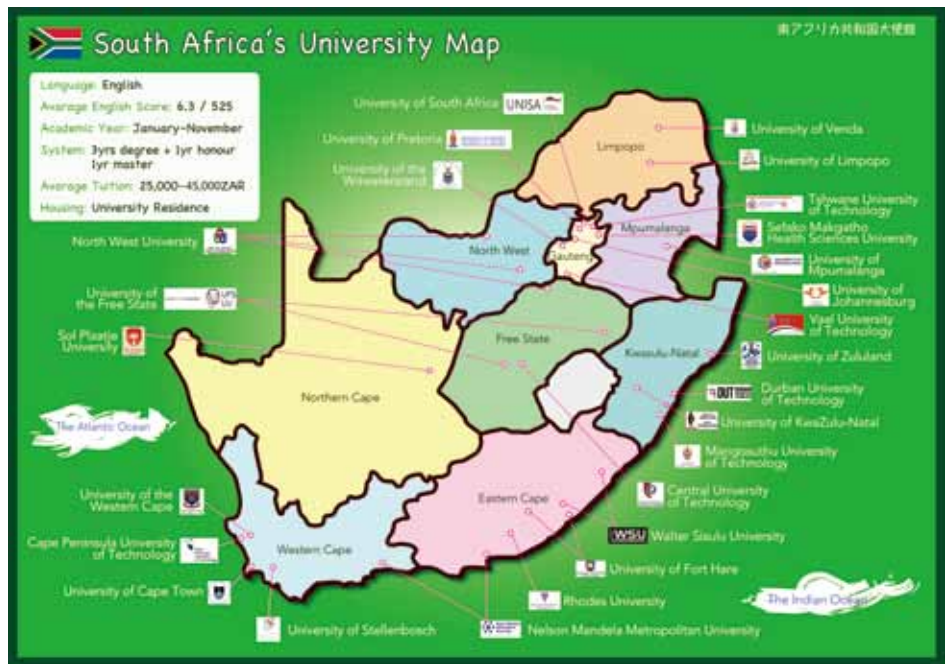 South Africa's University Map
南アフリカ共和国大使館
Language: English
Average English Score: 6.3 / 525
Academic Year: January-November
System: 3yrs degree + 1yr honour
1yr master
Average Tuition: 25,000-45,000ZAR
Housing: University Residence
University of South Africa
UNISA
University of Pretoria
University of the
Witwatersrand
North West University
University of
the Free State
UFS
UV
Sol Plaatje
University
The Atlantic Ocean
University of the
Western Cape
Cape Peninsula University
of Technology
University of Cape Town
University of Stellenbosch
Limpopo
North West
Gauteng
Mpumalanga
Free State
Kwasulu-Natal
Northern Cape
Eastern Cape
Western Cape
University of Venda
University of Limpopo
Tshwane University
of Technology
Sefako Makgatho
Health Sciences University
University of
Mpumalanga
University of
Johannesburg
Vaal University
of Technology
University of Zululand
DUT
Durban University
of Technology
University of KwaZulu-Natal
Mangosuthu University
of Technology
Central University
of Technology
WSU
Walter Sisulu University
University of Fort Hare
Rhodes University
Nelson Mandela Metropolitan University
The Indian Ocean